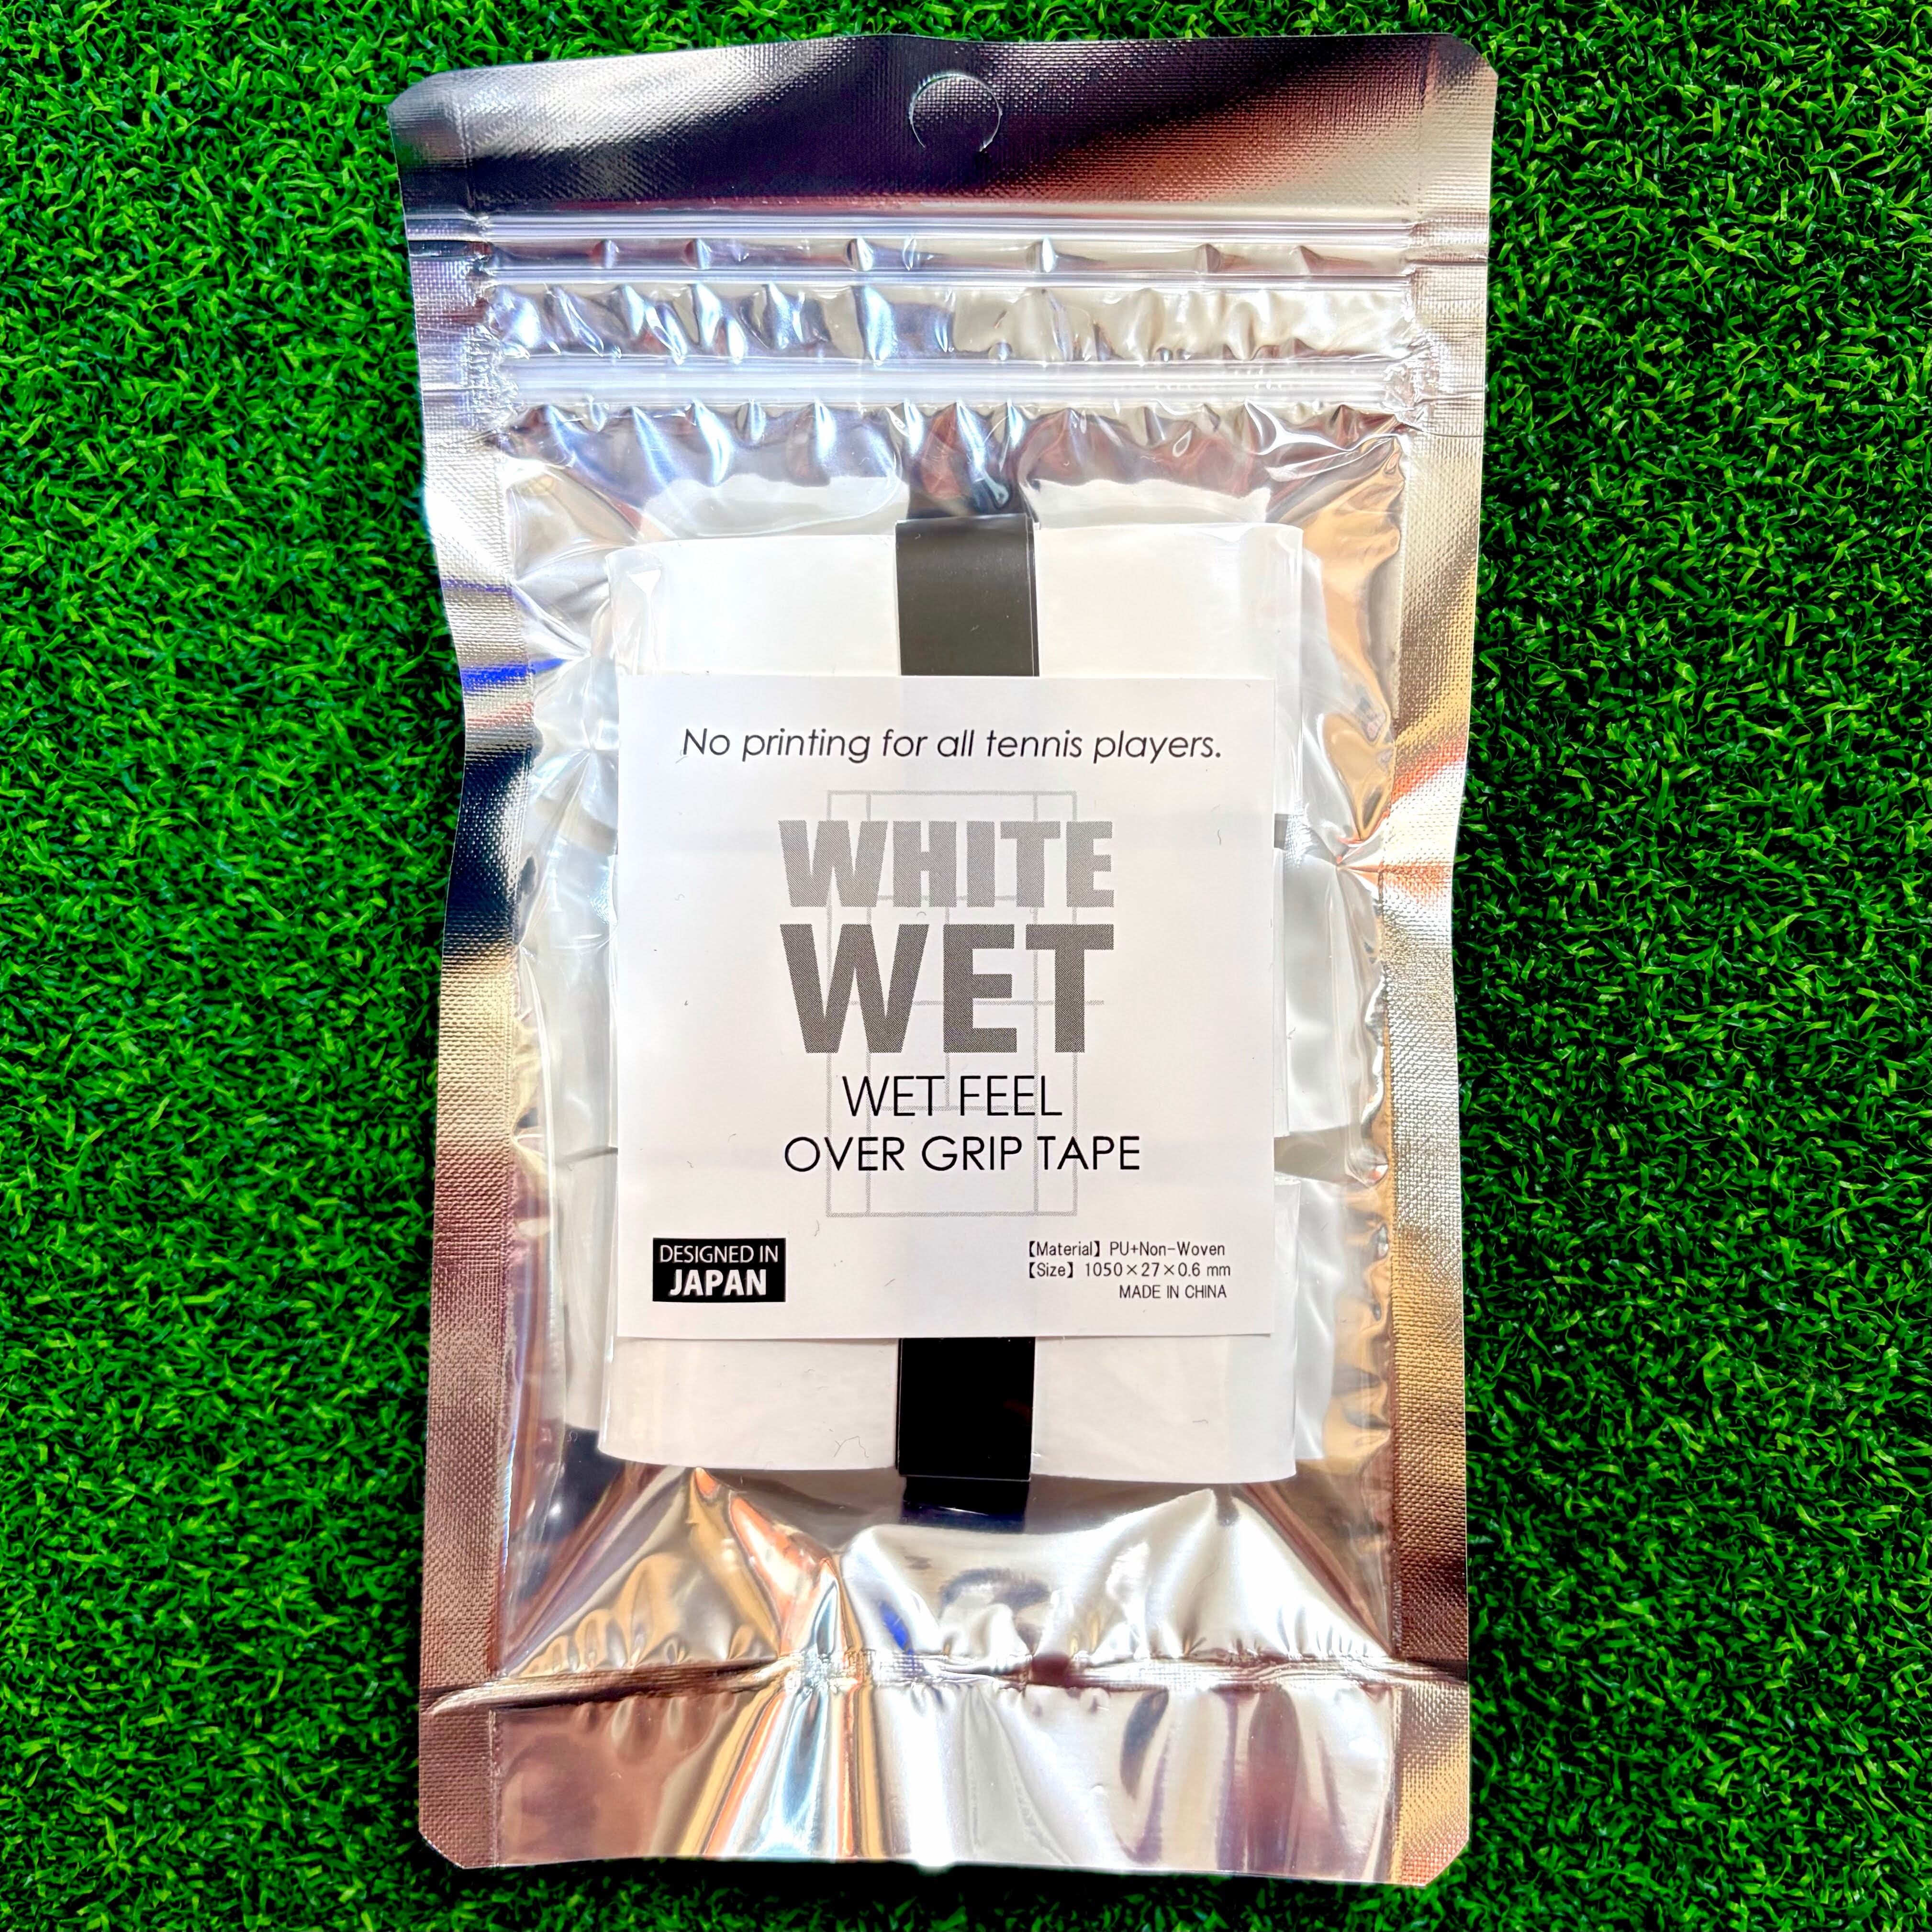 No printing for all tennis players.
WHITE
WET
WET FEEL
OVER GRIP TAPE
DESIGNED IN
JAPAN
【Material】PU+Non-Woven
【Size】1050×27×0.6 mm
MADE IN CHINA